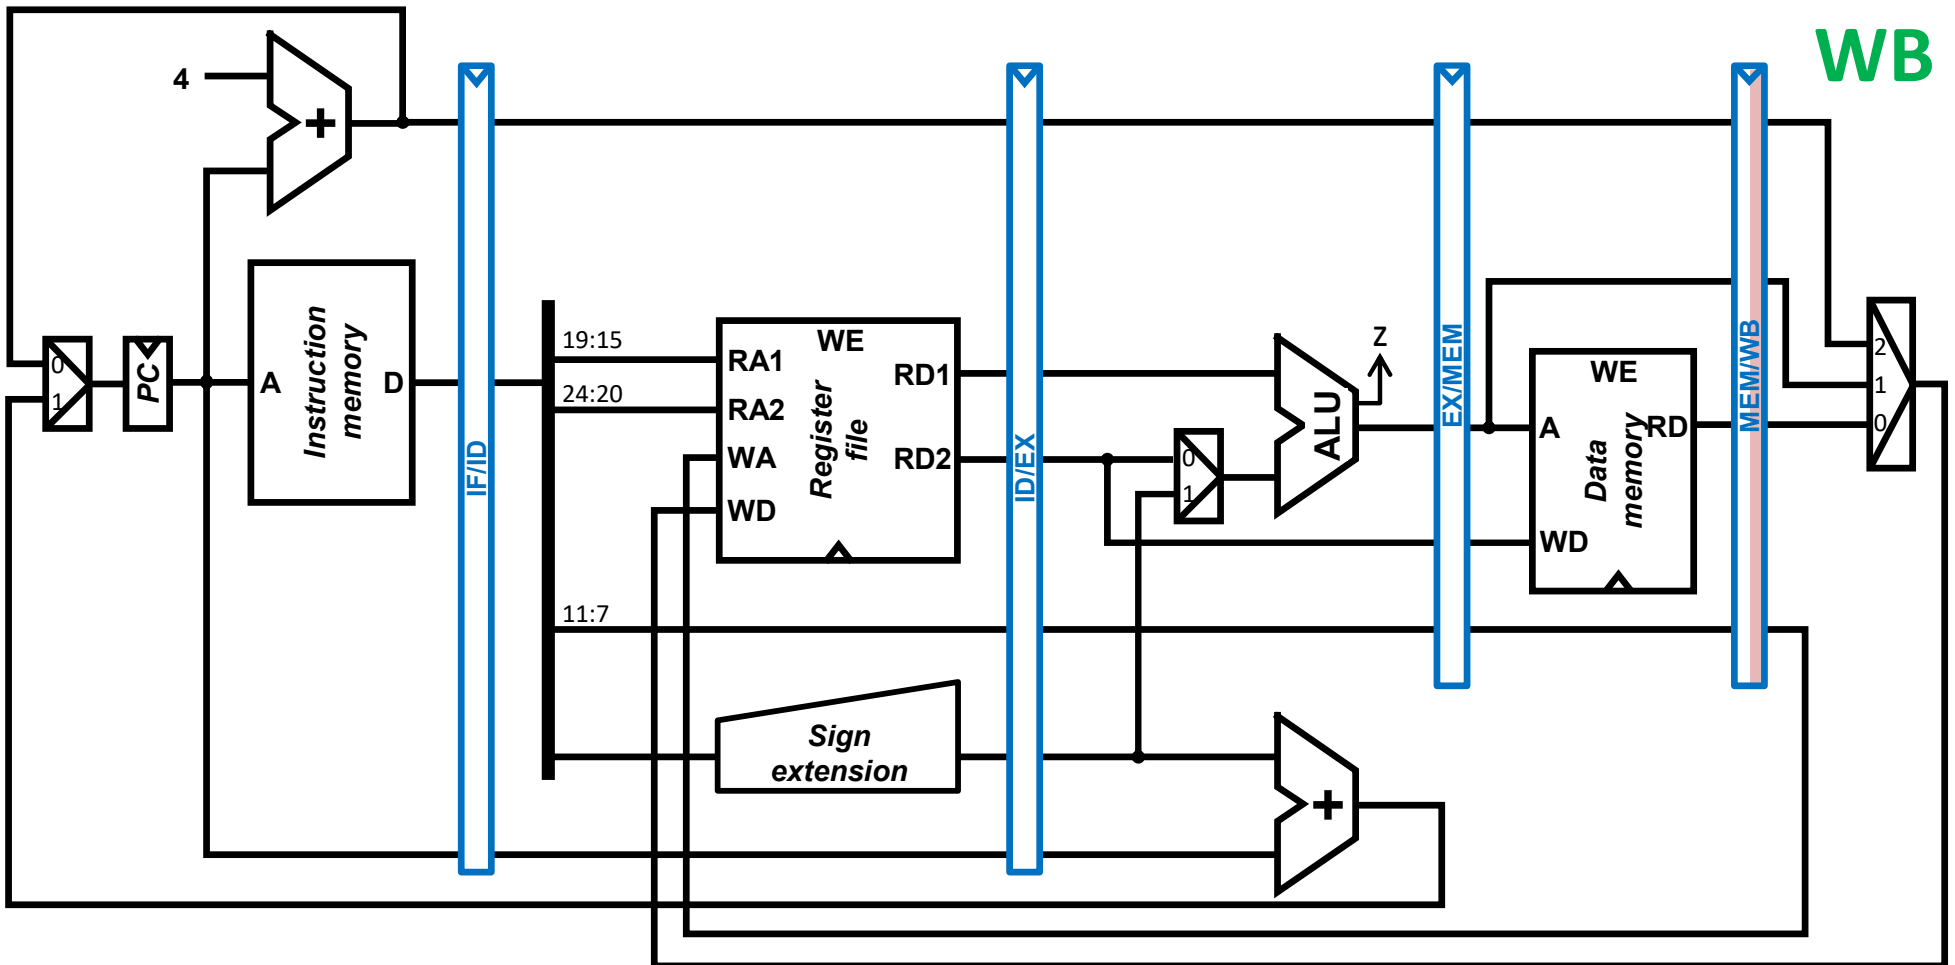 WB
4
+
Instruction memory
A
D
PC
0
1
IF/ID
19:15
24:20
11:7
WE
RA1
RA2
WA
WD
Register file
RD1
RD2
ID/EX
Sign
extension
0
1
ALU
Z
+
EX/MEM
WE
A
RD
Data memory
WD
MEM/WB
2
1
0